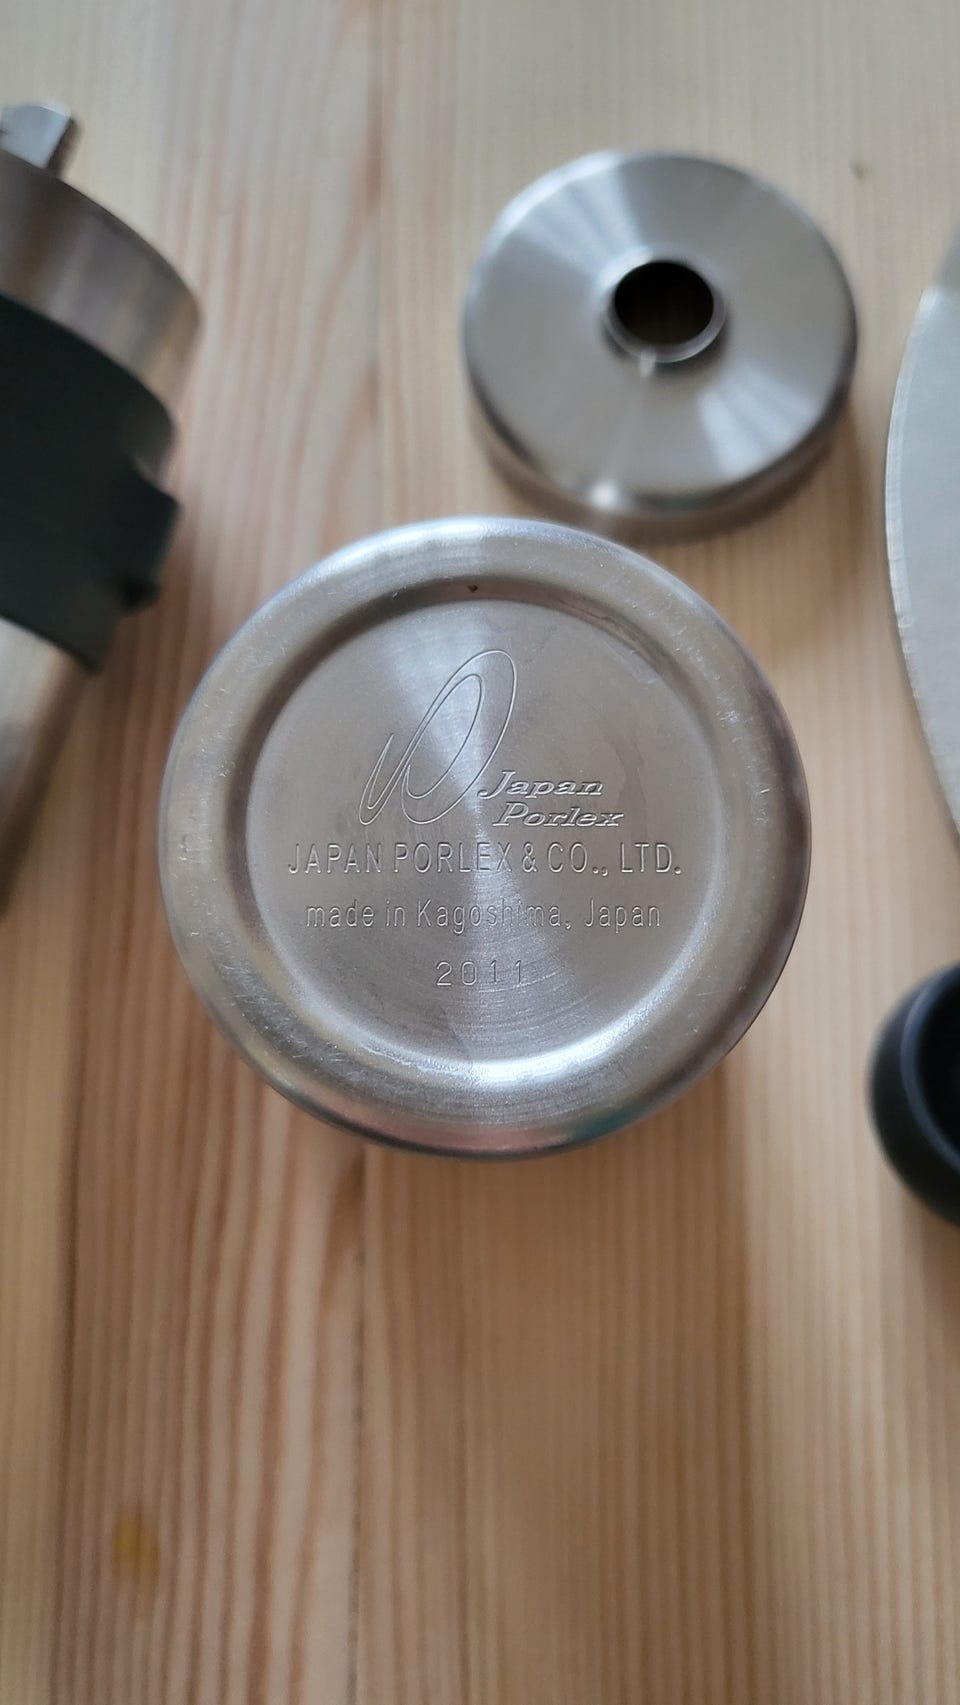 Japan
Porlex
JAPAN PORLEX & CO., LTD.
made in Kagoshima, Japan
2011